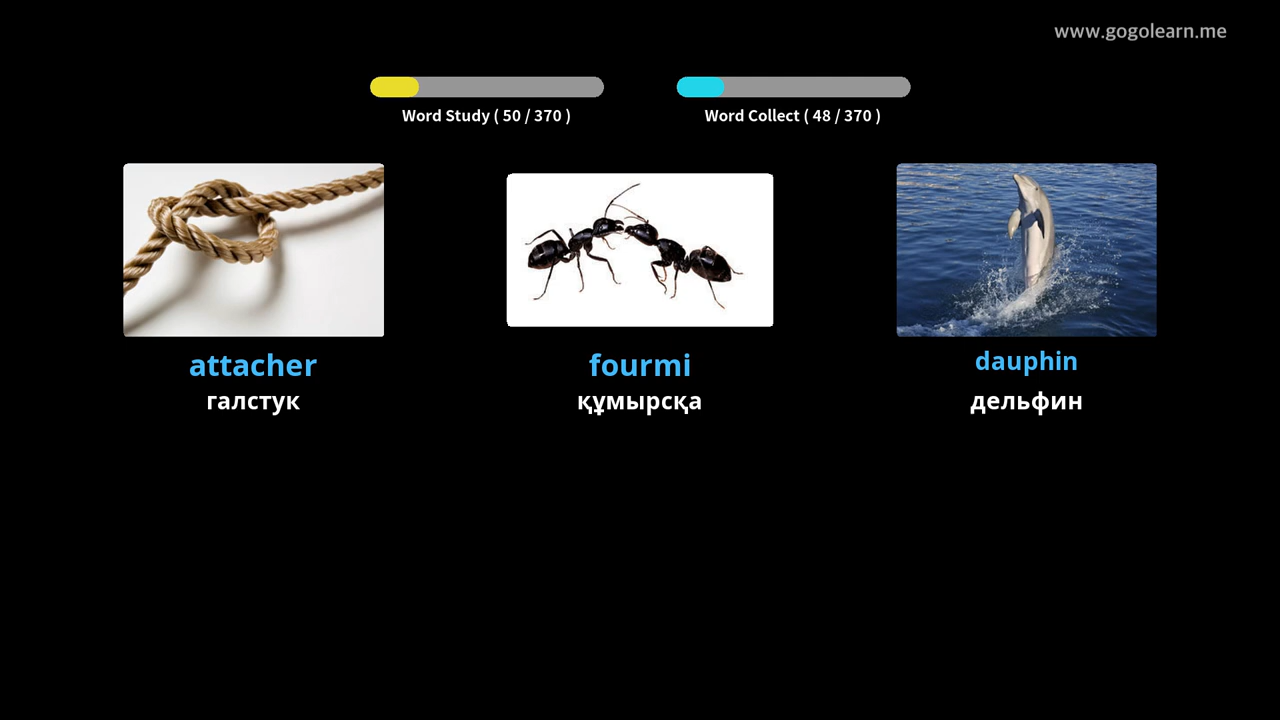 www.gogolearn.me
Word Study ( 50 / 370 )
Word Collect ( 48 / 370 )
attacher
галстук
fourmi
құмырсқа
dauphin
дельфин